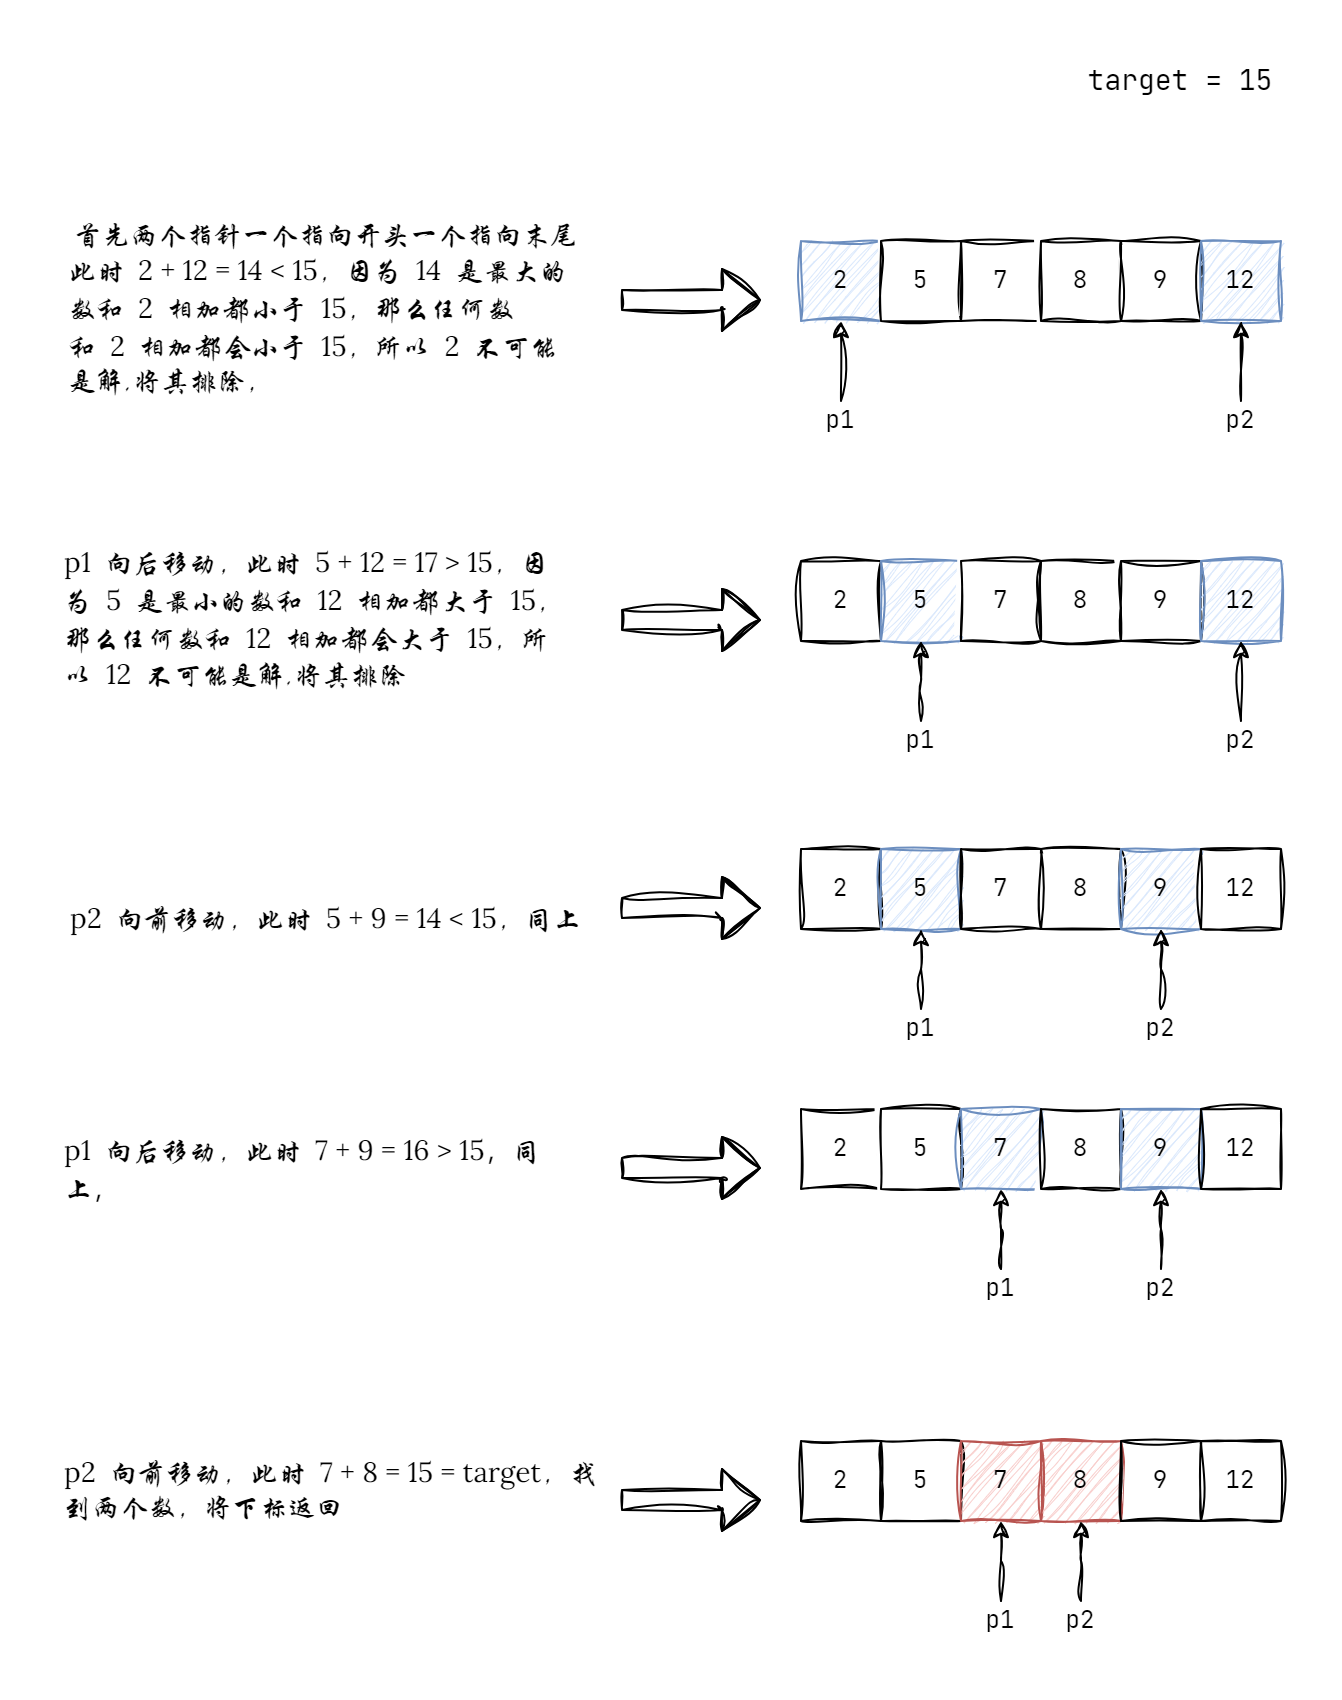 target = 15
首先两个指针一个指向开头一个指向末尾
此时 2 + 12 = 14 < 15, 因为 14 是最大的
数和 2 相加都小于 15, 那么任何数
和 2 相加都会小于 15, 所以 2 不可能
是解,将其排除,
2 5 7 8 9 12
p1 p2
p1 向后移动, 此时 5 + 12 = 17 > 15, 因
为 5 是最小的数和 12 相加都大于 15,
那么任何数和 12 相加都会大于 15, 所
以 12 不可能是解,将其排除
2 5 7 8 9 12
p1 p2
p2 向前移动, 此时 5 + 9 = 14 < 15, 同上
2 5 7 8 9 12
p1 p2
p1 向后移动, 此时 7 + 9 = 16 > 15, 同
上,
2 5 7 8 9 12
p1 p2
p2 向前移动, 此时 7 + 8 = 15 = target, 找
到两个数, 将下标返回
2 5 7 8 9 12
p1 p2